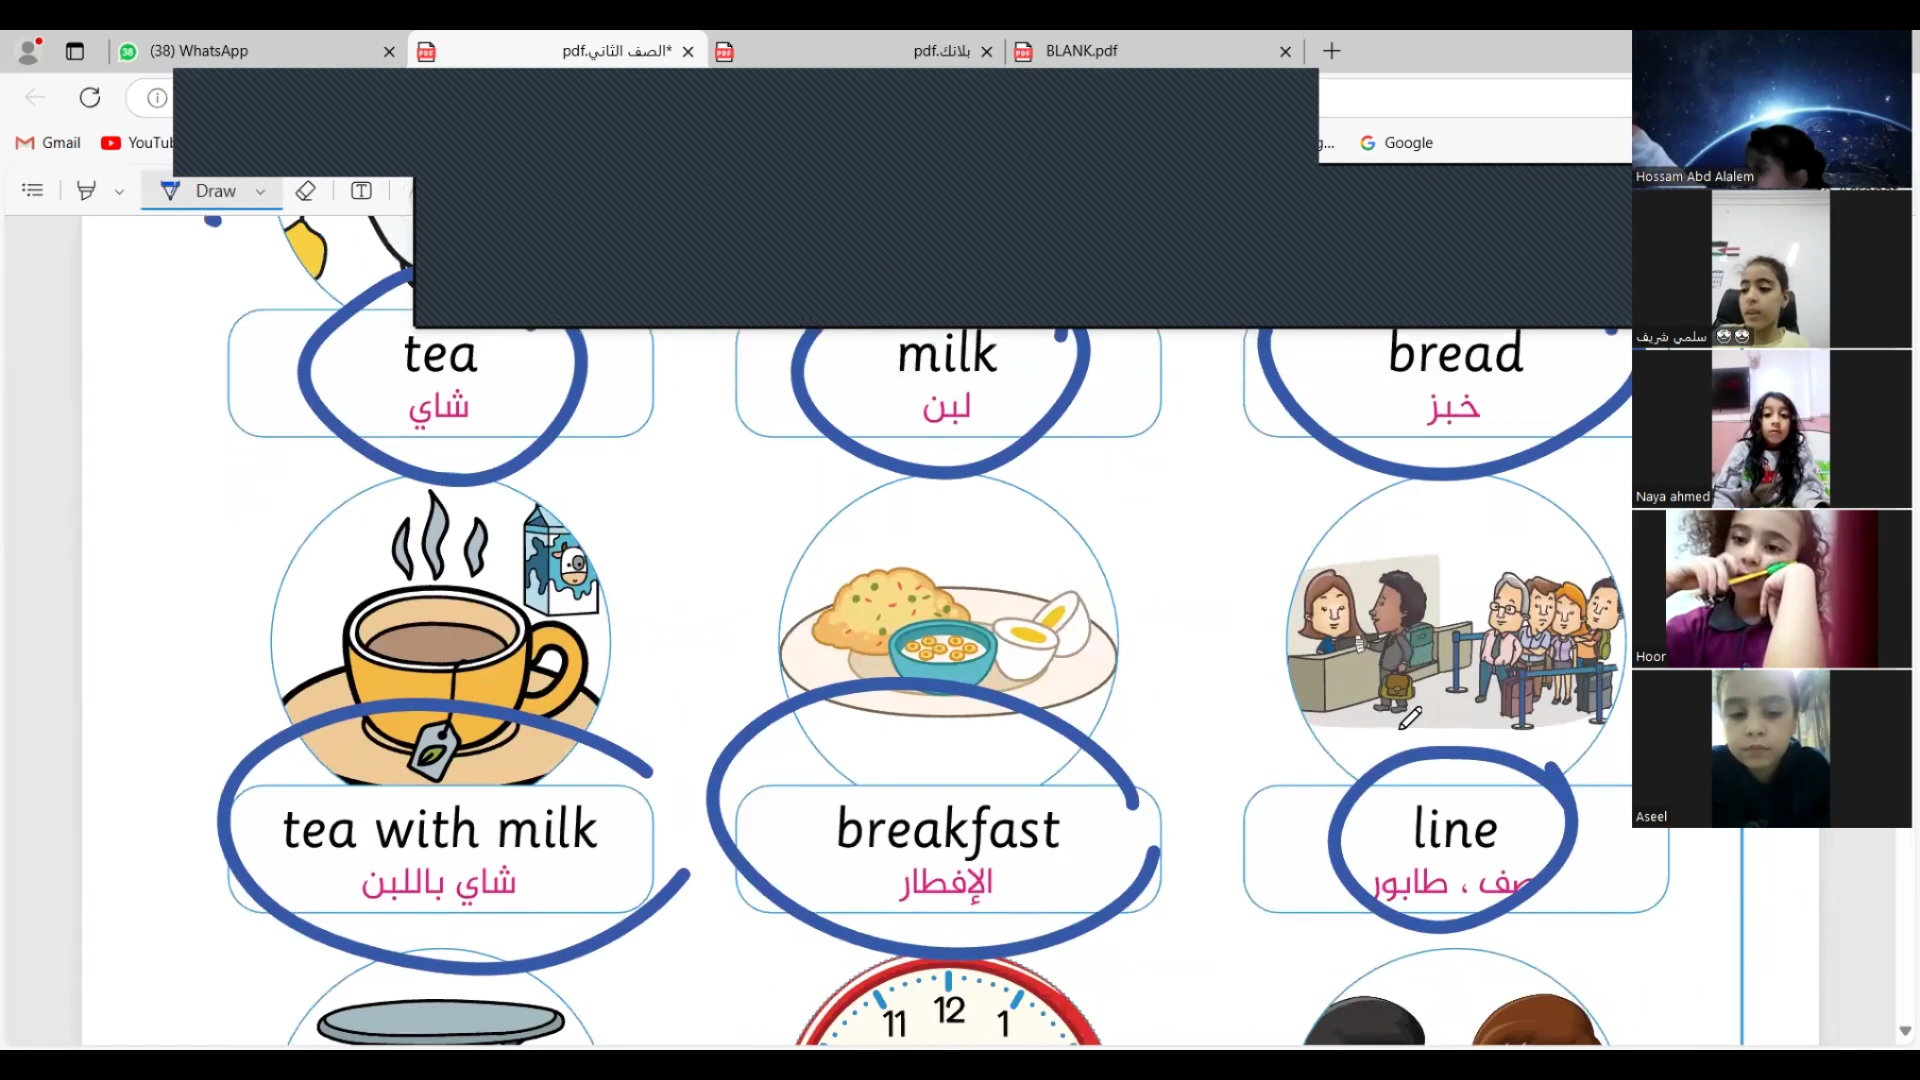 (38) WhatsApp
*الصف الثاني.pdf
بلانك.pdf
BLANK.pdf
Gmail
g...
Google
Draw
tea
شاي
milk
لبن
bread
خبز
tea with milk
شاي باللبن
breakfast
الإفطار
line
صف ، طابور
11
12
1
Hossam Abd Alalem
سلمي شريف
Naya ahmed
Hoor
Aseel